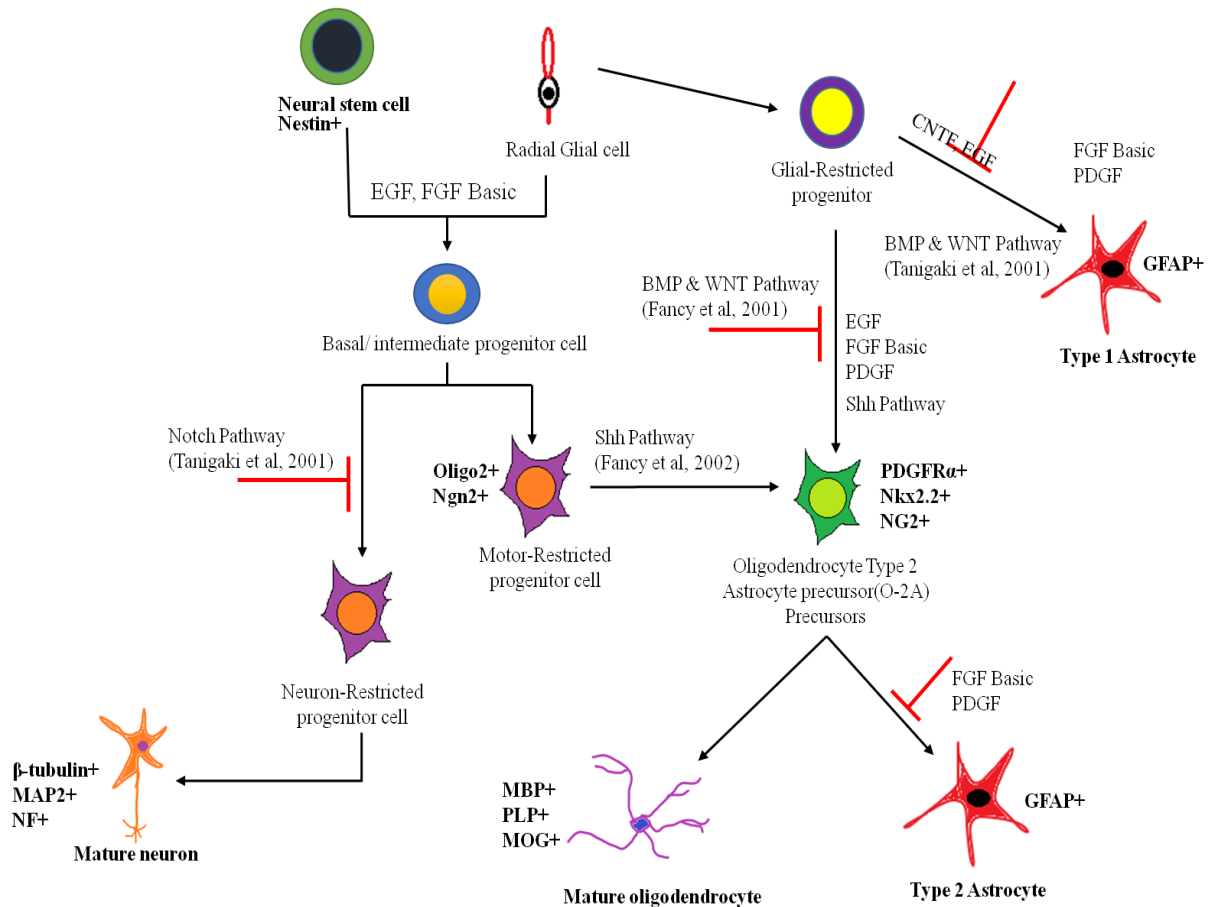 Neural stem cell
Nestin+
Radial Glial cell
EGF, FGF Basic
Glial-Restricted
progenitor
CNTF, EGF
FGF Basic
PDGF
BMP & WNT Pathway
(Tanigaki et al, 2001)
GFAP+
Type 1 Astrocyte
BMP & WNT Pathway
(Fancy et al, 2001)
EGF
FGF Basic
PDGF
Shh Pathway
Basal/ intermediate progenitor cell
Notch Pathway
(Tanigaki et al, 2001)
Oligo2+
Ngn2+
Motor-Restricted
progenitor cell
Shh Pathway
(Fancy et al, 2002)
PDGFRα+
Nkx2.2+
NG2+
Oligodendrocyte Type 2
Astrocyte precursor(O-2A)
Precursors
Neuron-Restricted
progenitor cell
FGF Basic
PDGF
β-tubulin+
MAP2+
NF+
Mature neuron
MBP+
PLP+
MOG+
Mature oligodendrocyte
GFAP+
Type 2 Astrocyte